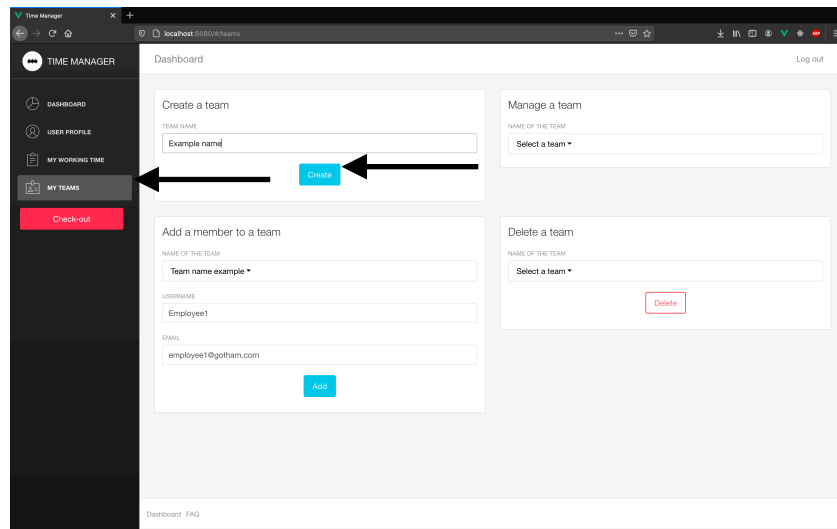 Time Manager
localhost:8080/#/teams
ABP
TIME MANAGER
Dashboard
Log out
DASHBOARD
USER PROFILE
MY WORKING TIME
MY TEAMS
Check-out
Create a team
TEAM NAME
Example name
Create
Manage a team
NAME OF THE TEAM
Select a team
Add a member to a team
NAME OF THE TEAM
Team name example
USERNAME
Employee1
EMAIL
employee1@gotham.com
Add
Delete a team
NAME OF THE TEAM
Select a team
Delete
Dashboard FAQ